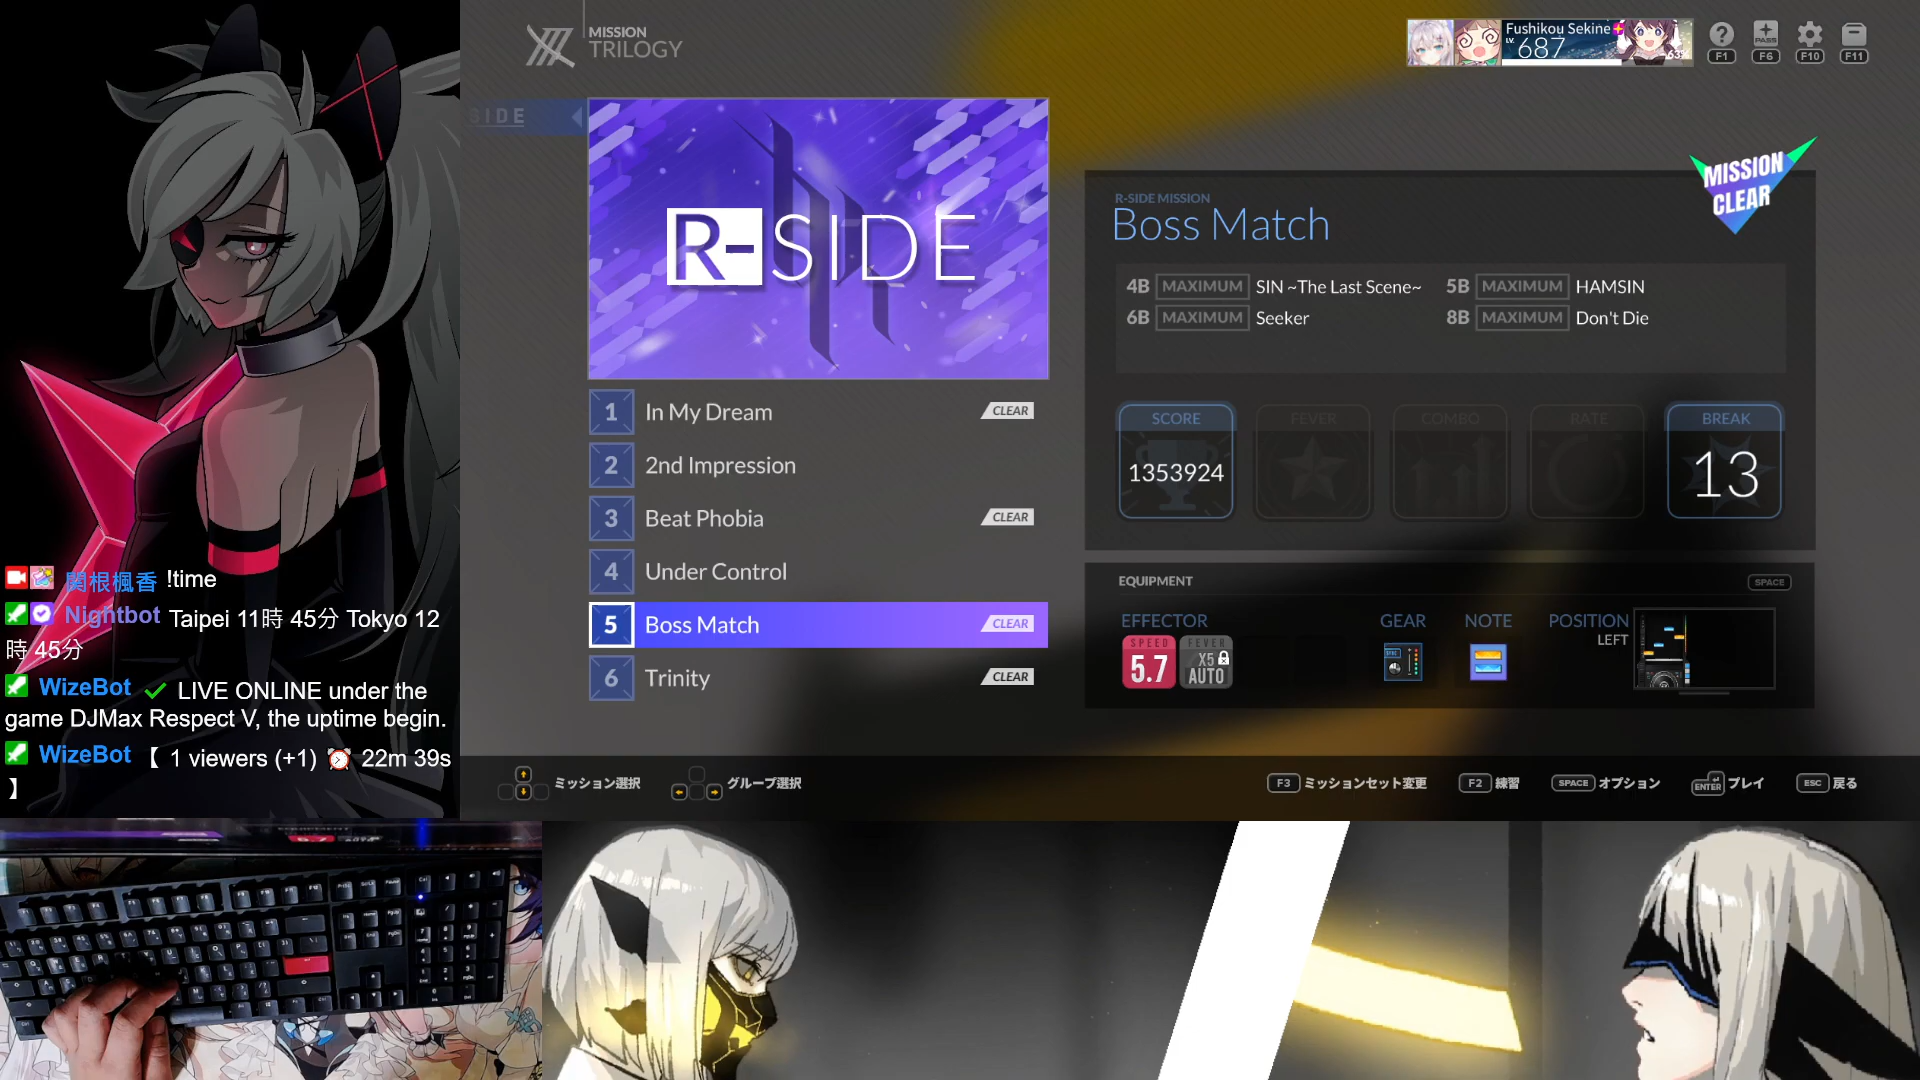 MISSION
TRILOGY
Fushikou Sekine
LV. 687
63%
F1
PASS
F6
F10
F11
SIDE
R-SIDE
MISSION
CLEAR
R-SIDE MISSION
Boss Match
4B MAXIMUM SIN ~The Last Scene~ 5B MAXIMUM HAMSIN
6B MAXIMUM Seeker 8B MAXIMUM Don't Die
1 In My Dream CLEAR
2 2nd Impression
3 Beat Phobia CLEAR
4 Under Control
5 Boss Match CLEAR
6 Trinity CLEAR
SCORE
1353924
FEVER
COMBO
RATE
BREAK
13
EQUIPMENT
SPACE
EFFECTOR
SPEED
5.7
FEVER
X5
AUTO
GEAR
NOTE
POSITION
LEFT
ミッション選択
グループ選択
F3 ミッションセット変更
F2 練習
SPACE オプション
ENTER プレイ
ESC 戻る
関根楓香 !time
Nightbot Taipei 11時 45分 Tokyo 12
時 45分
WizeBot LIVE ONLINE under the
game DJMax Respect V, the uptime begin.
WizeBot 【 1 viewers (+1) ⏰ 22m 39s
】